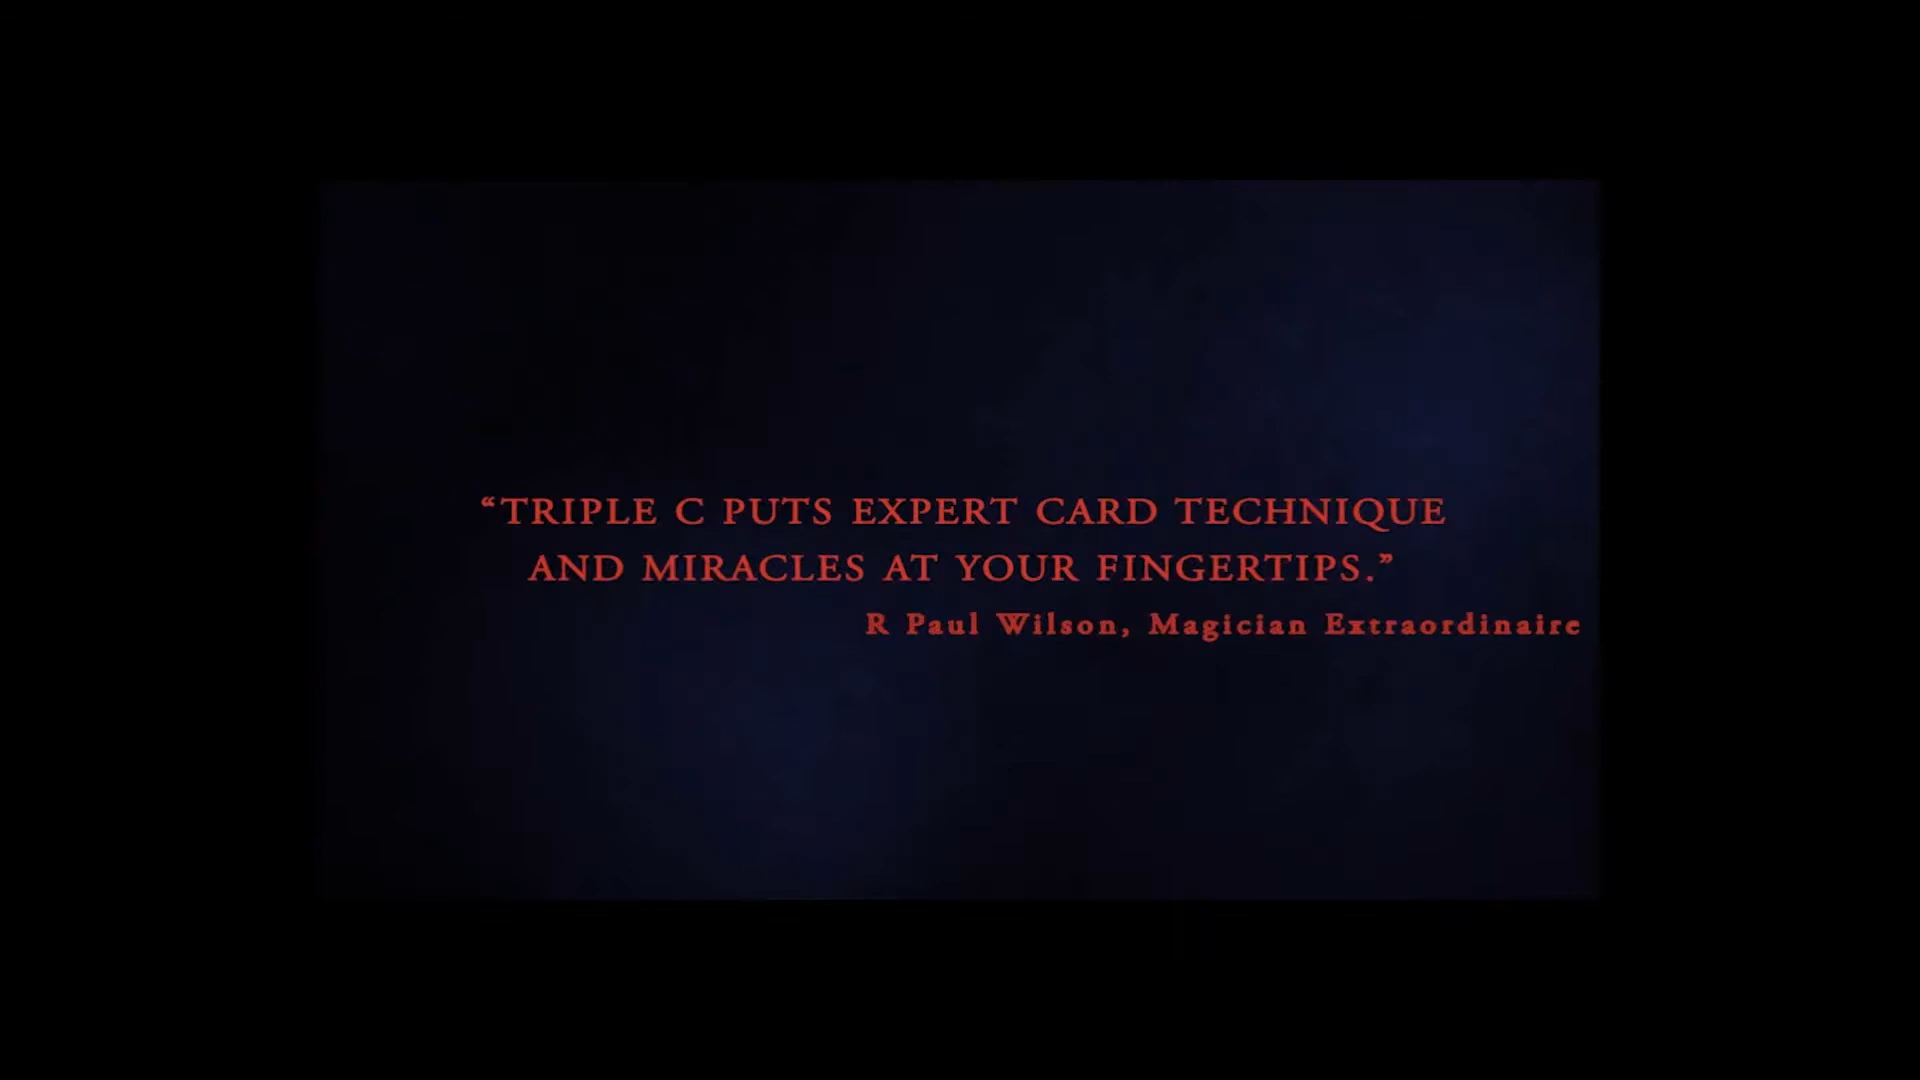 “TRIPLE C PUTS EXPERT CARD TECHNIQUE
AND MIRACLES AT YOUR FINGERTIPS.”
R Paul Wilson, Magician Extraordinaire